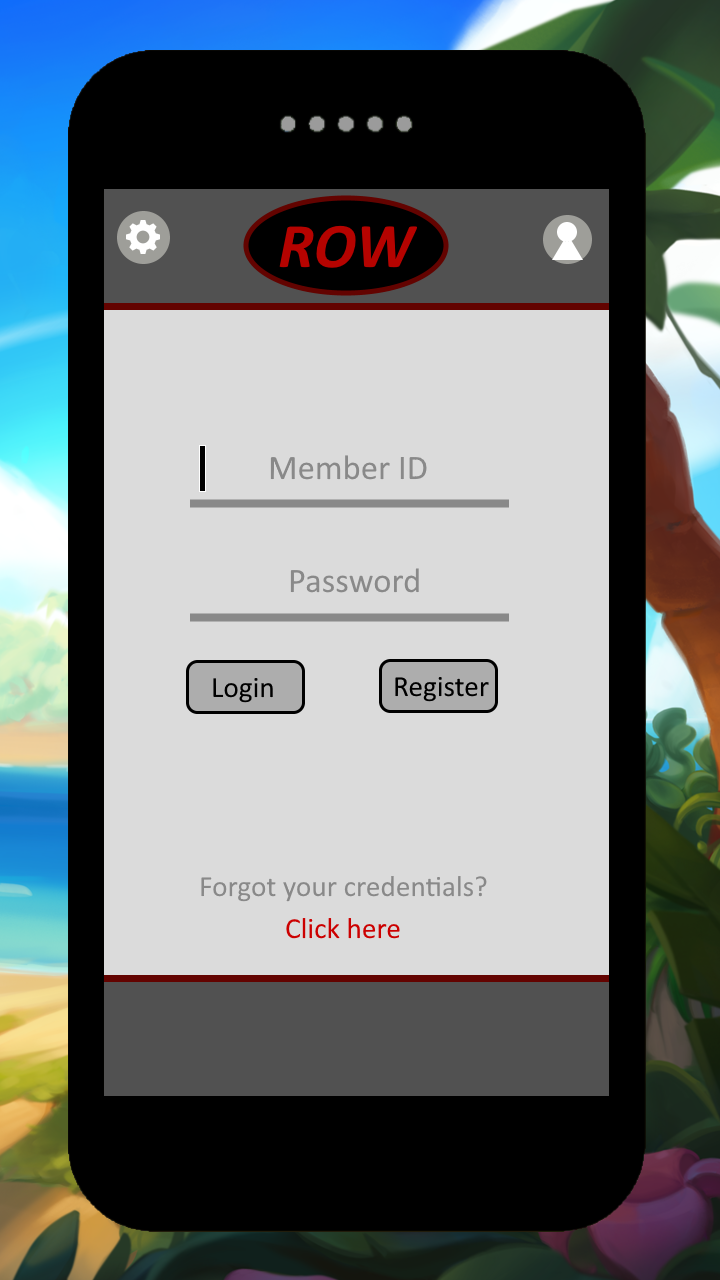 ROW
Member ID
Password
Login
Register
Forgot your credentials?
Click here